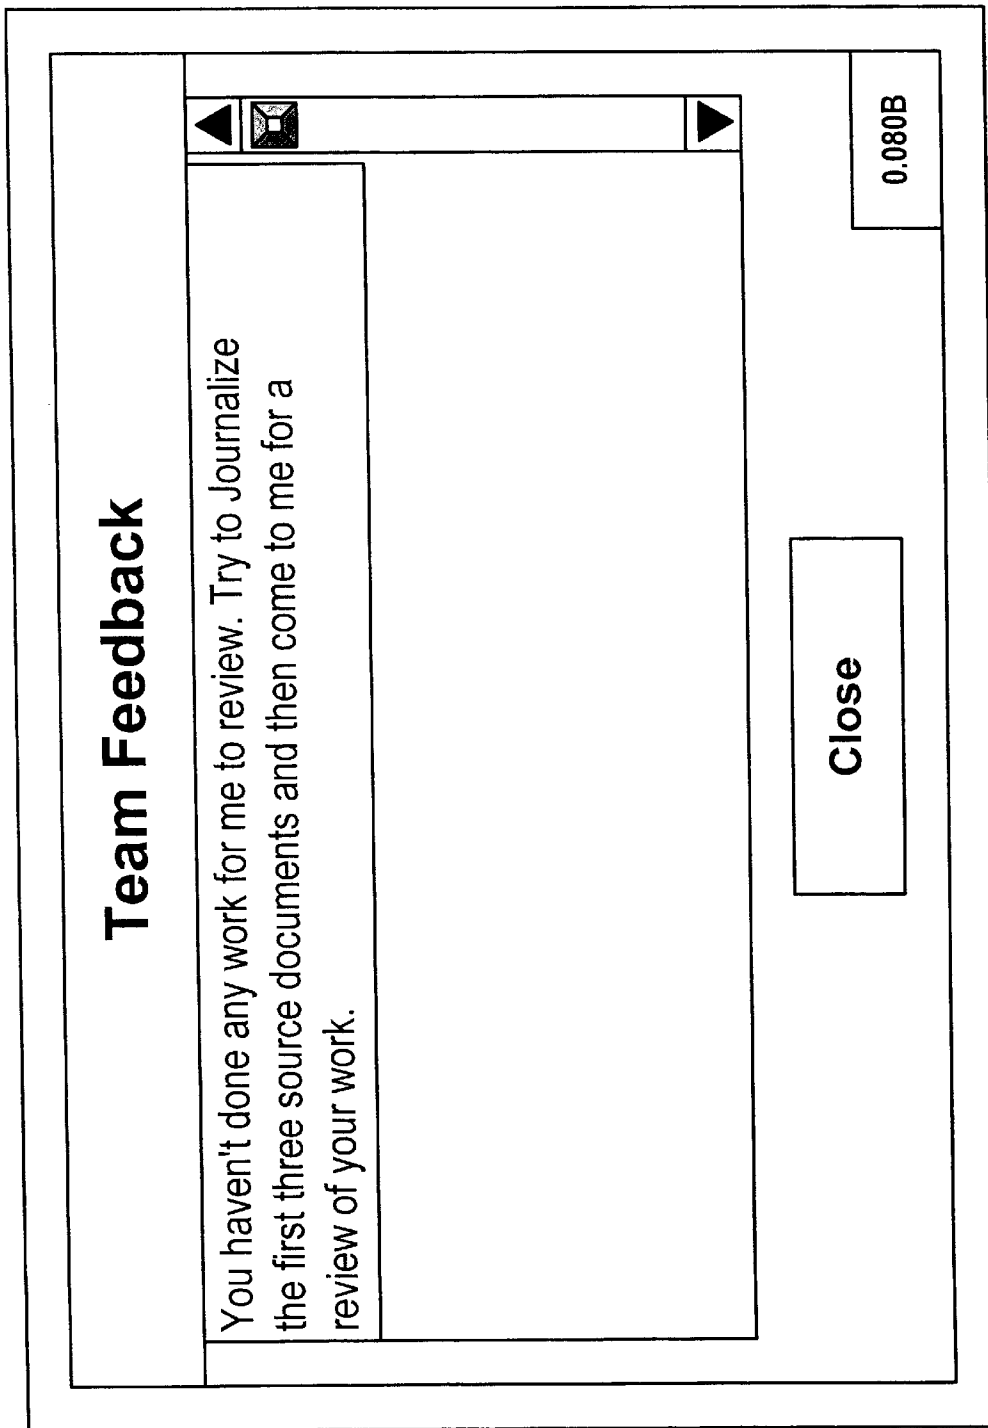 Team Feedback
You haven't done any work for me to review. Try to Journalize
the first three source documents and then come to me for a
review of your work.
Close
0.080B